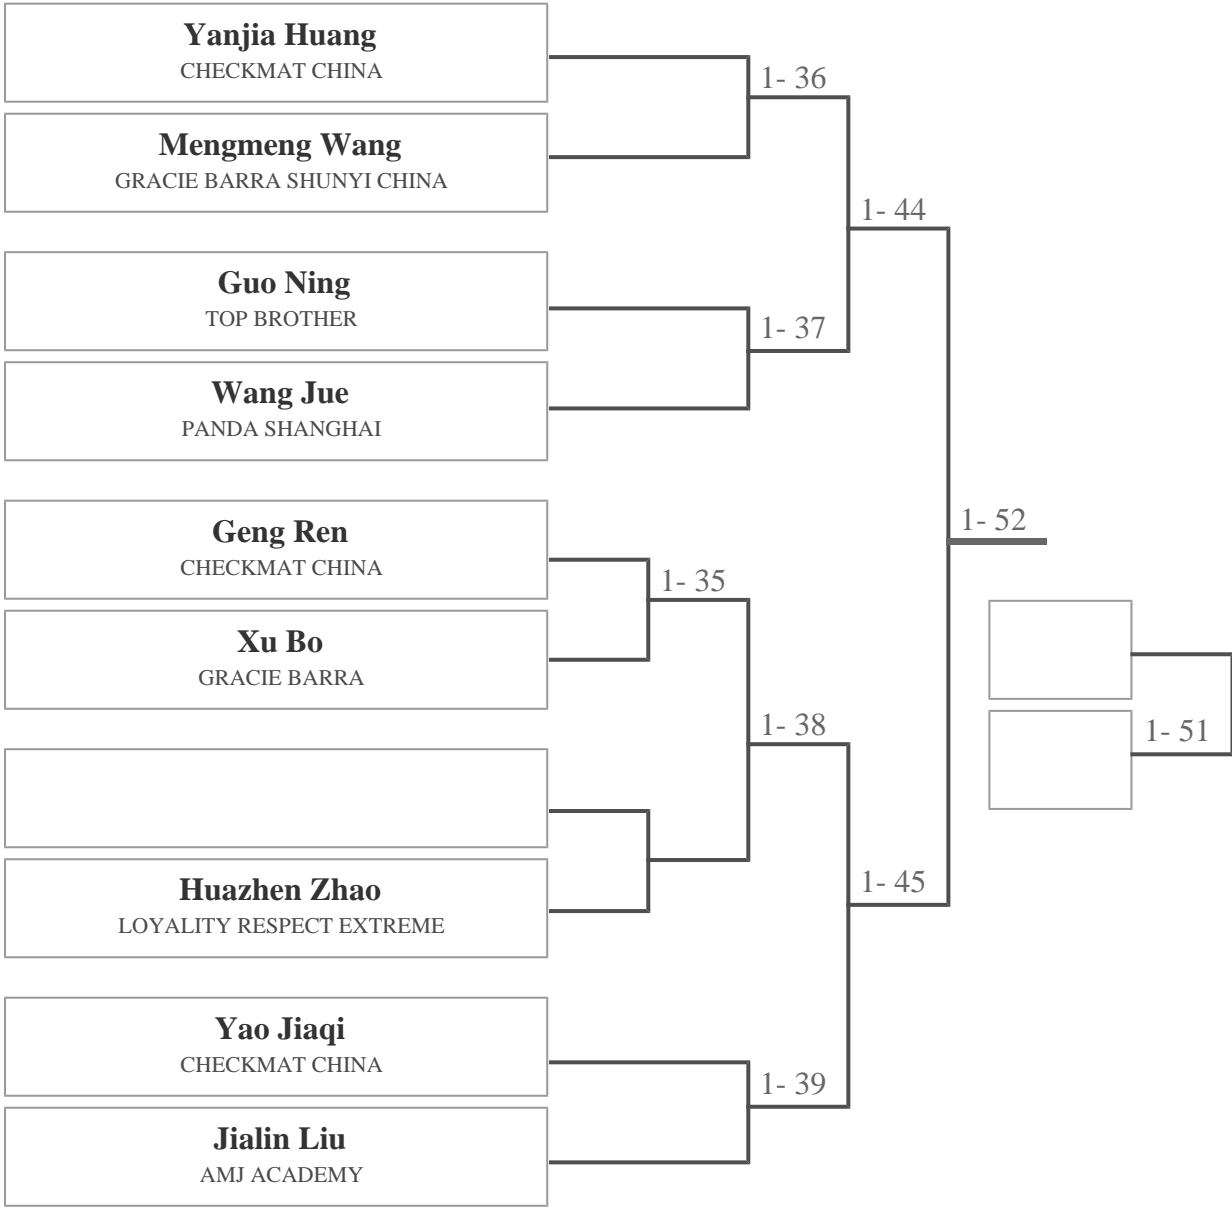 Yanjia Huang
CHECKMAT CHINA
1- 36
Mengmeng Wang
GRACIE BARRA SHUNYI CHINA
1- 44
Guo Ning
TOP BROTHER
1- 37
Wang Jue
PANDA SHANGHAI
1- 52
Geng Ren
CHECKMAT CHINA
1- 35
Xu Bo
GRACIE BARRA
1- 38
1- 51
Huazhen Zhao
LOYALITY RESPECT EXTREME
1- 45
Yao Jiaqi
CHECKMAT CHINA
1- 39
Jialin Liu
AMJ ACADEMY